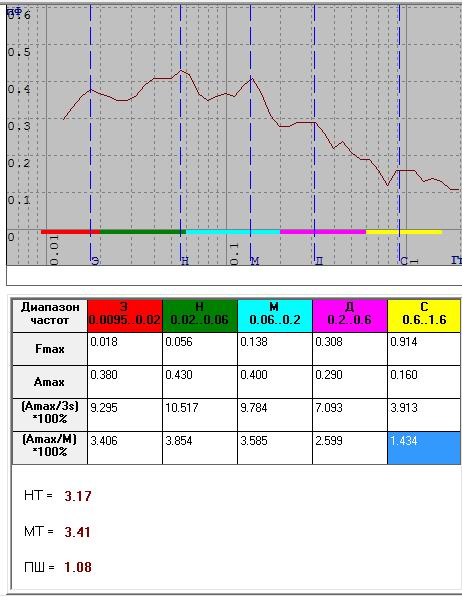 пФ
0.6
0.5
0.4
0.3
0.2
0.1
0
0.01 Э Н 0.1 М Д С 1 Гц
Диапазон частот Э 0.0095..0.02 Н 0.02..0.06 М 0.06..0.2 Д 0.2..0.6 С 0.6..1.6
Fmax 0.018 0.056 0.138 0.308 0.914
Amax 0.380 0.430 0.400 0.290 0.160
(Amax/3s) *100% 9.295 10.517 9.784 7.093 3.913
(Amax/M) *100% 3.406 3.854 3.585 2.599 1.434
НТ = 3.17
МТ = 3.41
ПШ = 1.08